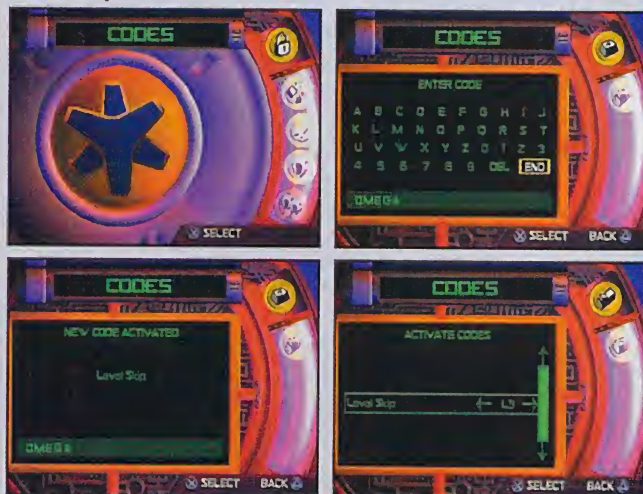 CODES
SELECT
CODES
ENTER CODE
A B C D E F G H I J
K L M N O P Q R S T
U V W X Y Z 0 1 2 3
4 5 6 7 8 9 DEL END
OMEGA
SELECT BACK
CODES
NEW CODE ACTIVATED
Level Skip
OMEGA
SELECT BACK
CODES
ACTIVATE CODES
Level Skip L3
SELECT BACK